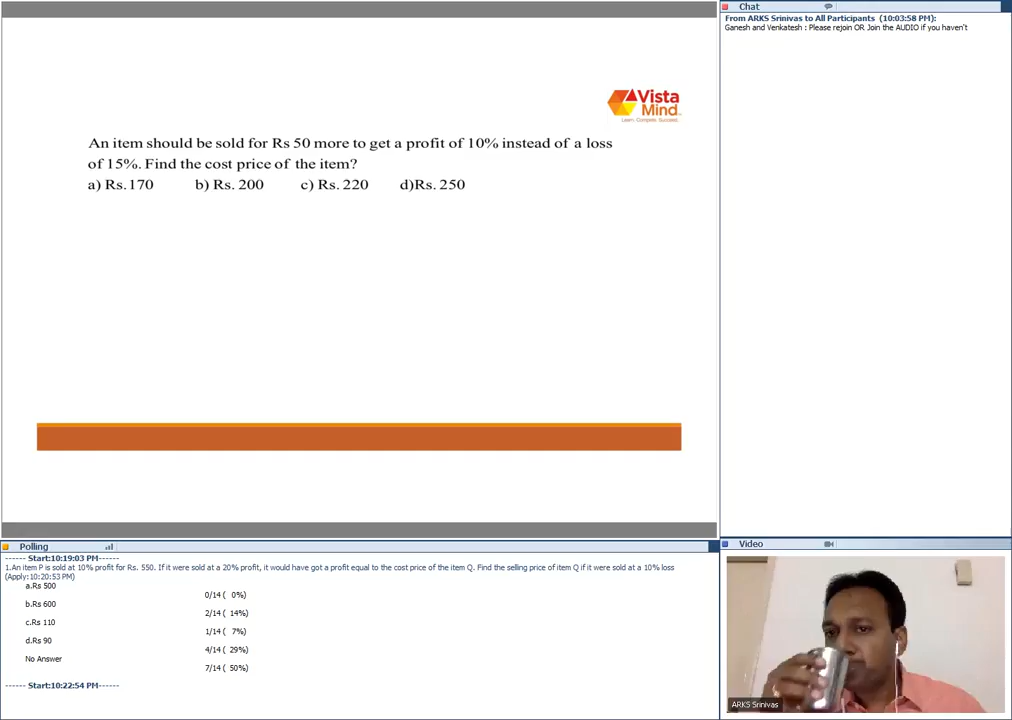 Chat
From ARKS Srinivas to All Participants (10:03:58 PM):
Ganesh and Venkatesh : Please rejoin OR Join the AUDIO if you haven't
Vista
Mind
Learn. Compete. Succeed.
An item should be sold for Rs 50 more to get a profit of 10% instead of a loss
of 15%. Find the cost price of the item?
a) Rs.170 b) Rs. 200 c) Rs. 220 d)Rs. 250
Polling
------ Start:10:19:03 PM------
1.An item P is sold at 10% profit for Rs. 550. If it were sold at a 20% profit, it would have got a profit equal to the cost price of the item Q. Find the selling price of item Q if it were sold at a 10% loss
(Apply:10:20:53 PM)
a.Rs 500
0/14 ( 0%)
b.Rs 600
2/14 ( 14%)
c.Rs 110
1/14 ( 7%)
d.Rs 90
4/14 ( 29%)
No Answer
7/14 ( 50%)
------ Start:10:22:54 PM------
Video
ARKS Srinivas